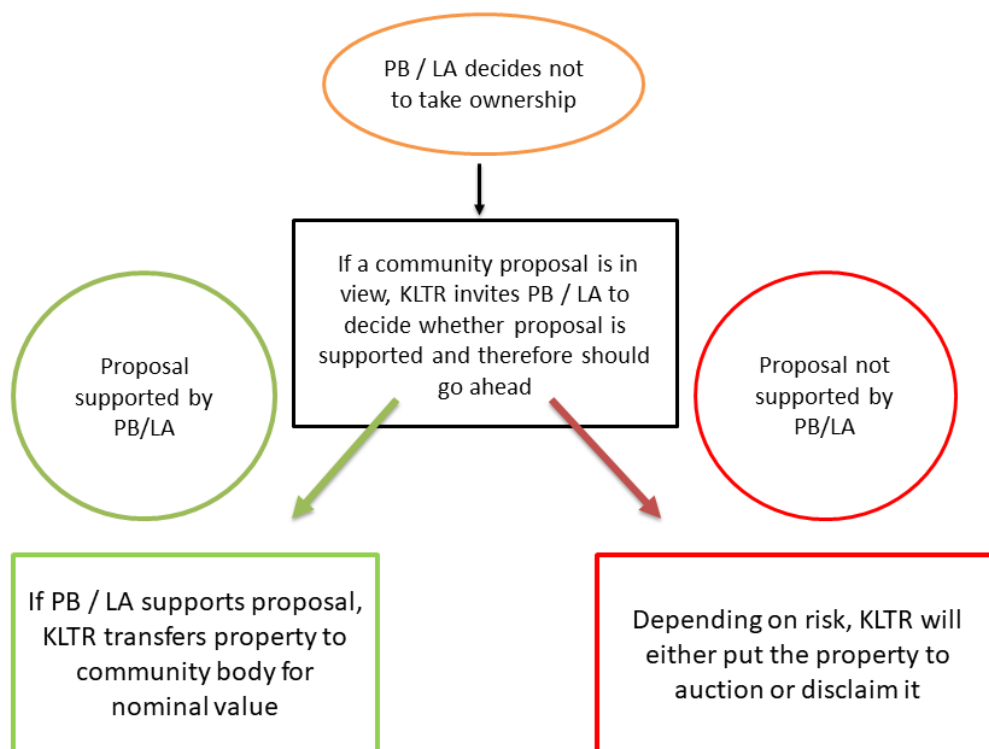 PB / LA decides not
to take ownership
If a community proposal is in
view, KLTR invites PB / LA to
decide whether proposal is
supported and therefore should
go ahead
Proposal
supported by
PB/LA
Proposal not
supported by
PB/LA
If PB / LA supports proposal,
KLTR transfers property to
community body for
nominal value
Depending on risk, KLTR will
either put the property to
auction or disclaim it